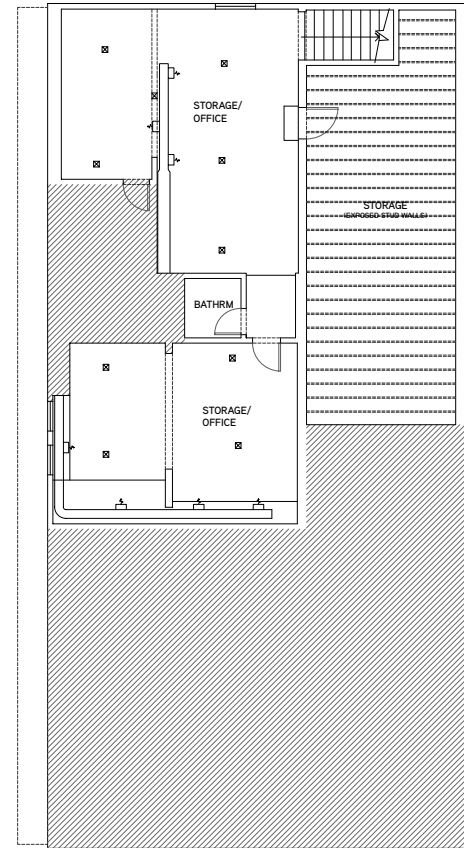 STORAGE/
OFFICE
STORAGE
(EXPOSED STUD WALLS)
BATHRM
STORAGE/
OFFICE